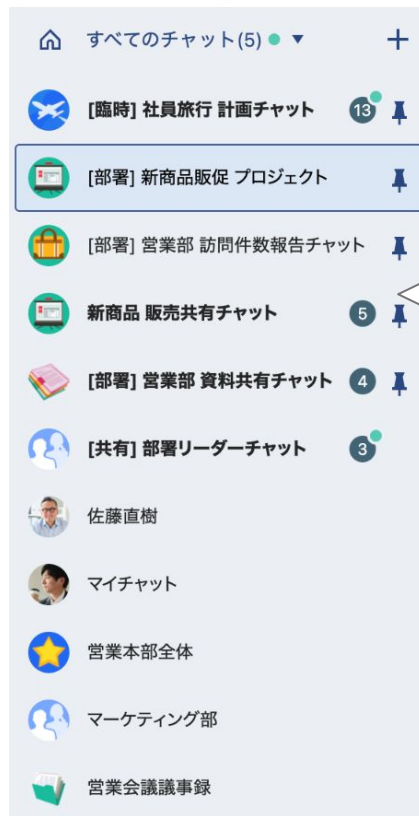 すべてのチャット(5)
[臨時] 社員旅行 計画チャット 13
[部署] 新商品販促 プロジェクト
[部署] 営業部 訪問件数報告チャット
新商品 販売共有チャット 5
[部署] 営業部 資料共有チャット 4
[共有] 部署リーダーチャット 3
佐藤直樹
マイチャット
営業本部全体
マーケティング部
営業会議議事録